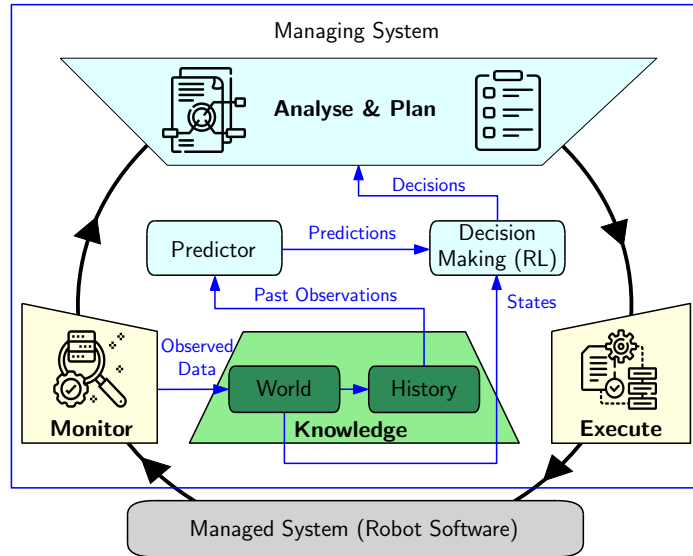 Managing System
Analyse & Plan
Decisions
Predictor
Predictions
Decision
Making (RL)
Past Observations
States
Observed
Data
World
History
Monitor
Knowledge
Execute
Managed System (Robot Software)